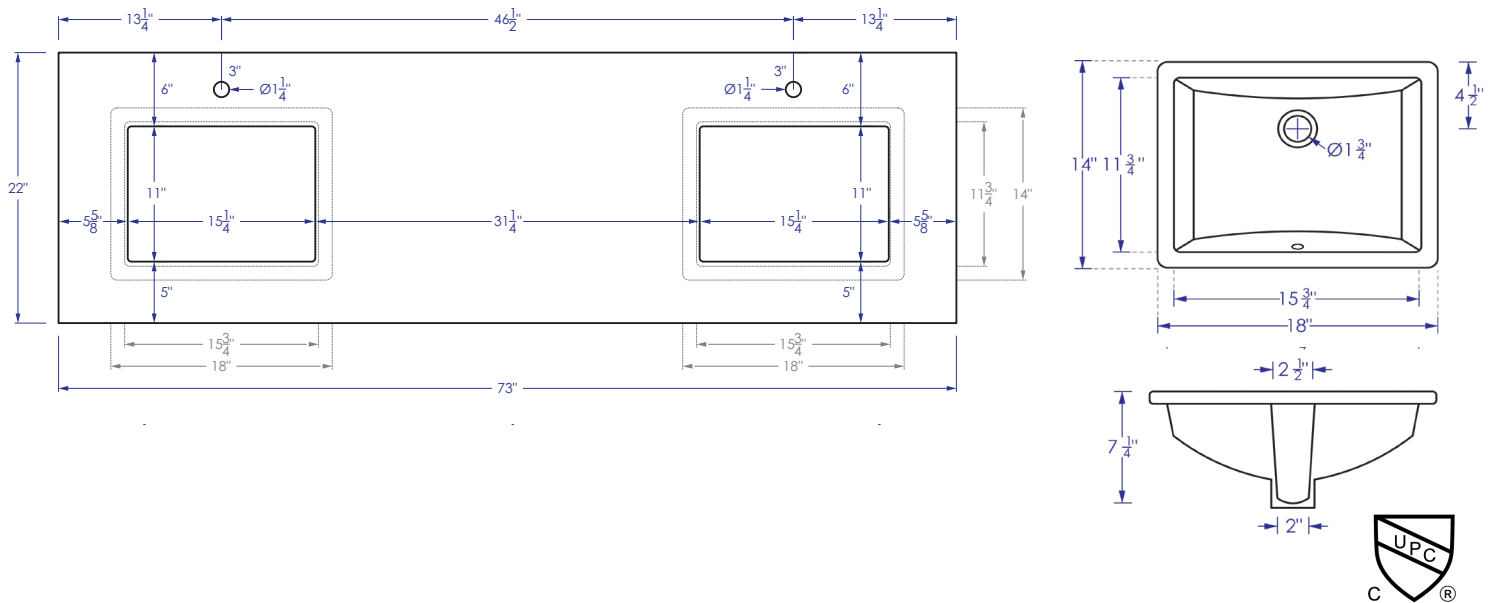 13 1/4" 46 1/2" 13 1/4"
3" 3"
6" Ø1 1/4" Ø1 1/4" 6"
22" 11" 11" 11 3/4" 14"
5 5/8" 15 1/4" 31 1/4" 15 1/4" 5 5/8"
5" 5"
15 3/4" 15 3/4"
18" 18"
73"
4 1/2"
14" 11 3/4" Ø1 3/4"
15 3/4"
18"
2 1/2"
7 1/4"
2"
UPC
C ®